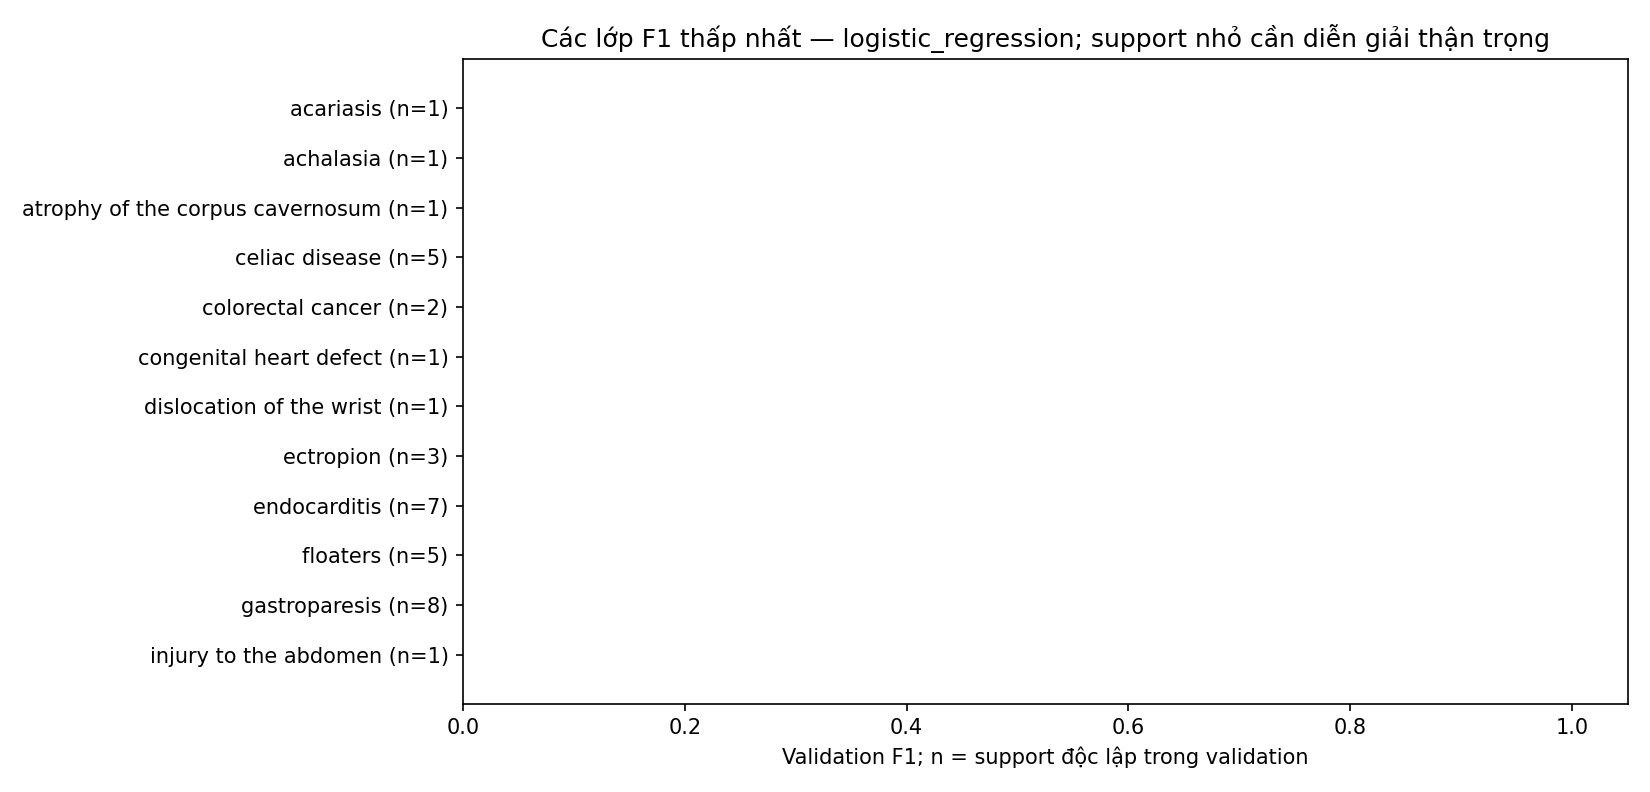 Các lớp F1 thấp nhất — logistic_regression; support nhỏ cần diễn giải thận trọng
acariasis (n=1)
achalasia (n=1)
atrophy of the corpus cavernosum (n=1)
celiac disease (n=5)
colorectal cancer (n=2)
congenital heart defect (n=1)
dislocation of the wrist (n=1)
ectropion (n=3)
endocarditis (n=7)
floaters (n=5)
gastroparesis (n=8)
injury to the abdomen (n=1)
0.0 0.2 0.4 0.6 0.8 1.0
Validation F1; n = support độc lập trong validation